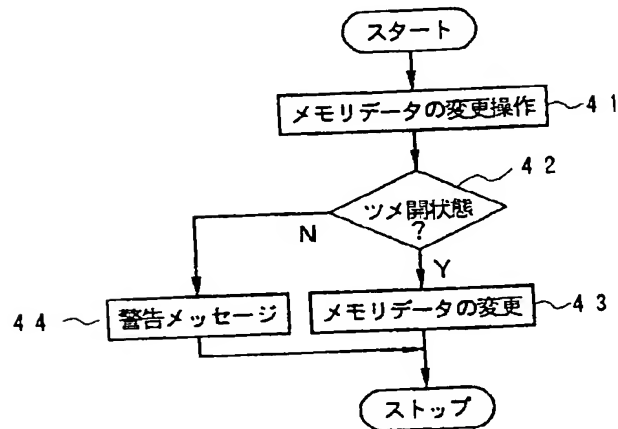 スタート
メモリデータの変更操作 41
42
ツメ開状態
?
N
Y
44 警告メッセージ メモリデータの変更 43
ストップ